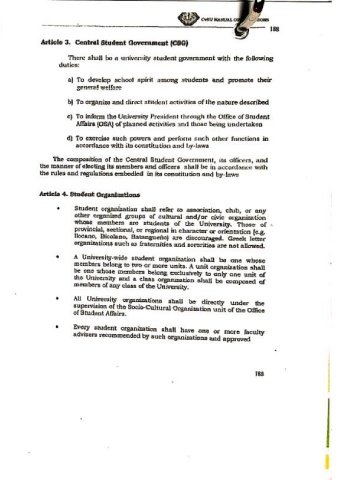 CvSU MANUAL OF
188
Article 3. Central Student Government (CSG)
There shall be a university student government with the following
duties:
a) To develop school spirit among students and promote their
general welfare
b) To organize and direct student activities of the nature described
c) To inform the University President through the Office of Student
Affairs (OSA) of planned activities and those being undertaken
d) To exercise such powers and perform such other functions in
accordance with its constitution and by-laws
The composition of the Central Student Government, its officers, and
the manner of electing its members and officers shall be in accordance with
the rules and regulations embodied in its constitution and by-laws
Article 4. Student Organizations
• Student organization shall refer to association, club, or any
other organized groups of cultural and/or civic organization
whose members are students of the University. Those of
provincial, sectional, or regional in character or orientation (e.g.
Ilocano, Bicolano, Batangueño) are discouraged. Greek letter
organizations such as fraternities and sororities are not allowed.
• A University-wide student organization shall be one whose
members belong to two or more units. A unit organization shall
be one whose members belong exclusively to only one unit of
the University and a class organization shall be composed of
members of any class of the University.
• All University organizations shall be directly under the
supervision of the Socio-Cultural Organization unit of the Office
of Student Affairs.
• Every student organization shall have one or more faculty
advisers recommended by such organizations and approved
188